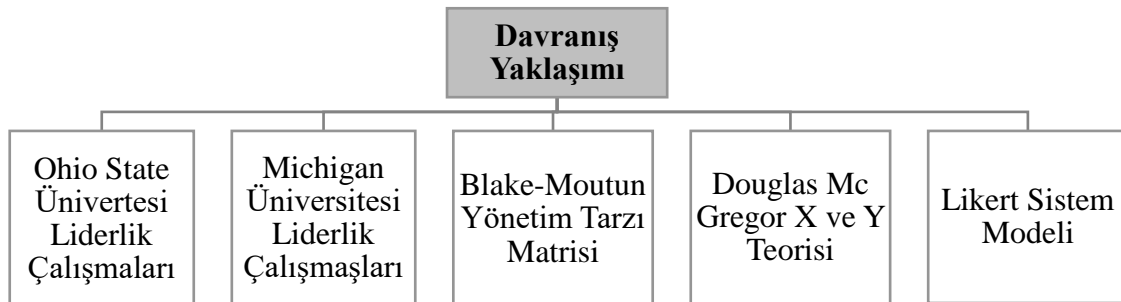 Davranış
Yaklaşımı
Ohio State
Ünivertesi
Liderlik
Çalışmaları
Michigan
Üniversitesi
Liderlik
Çalışmaşları
Blake-Moutun
Yönetim Tarzı
Matrisi
Douglas Mc
Gregor X ve Y
Teorisi
Likert Sistem
Modeli